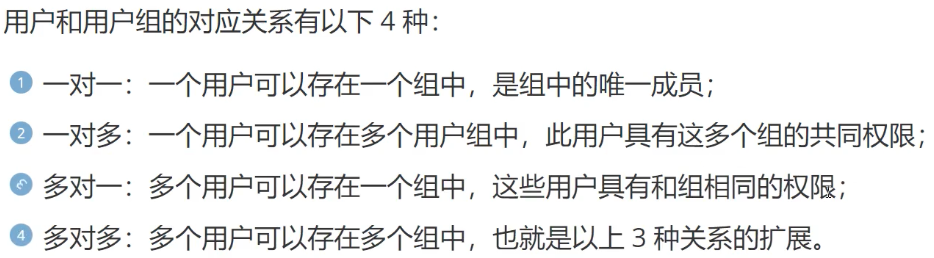 用户和用户组的对应关系有以下 4 种：
1 一对一：一个用户可以存在一个组中，是组中的唯一成员；
2 一对多：一个用户可以存在多个用户组中，此用户具有这多个组的共同权限；
3 多对一：多个用户可以存在一个组中，这些用户具有和组相同的权限；
4 多对多：多个用户可以存在多个组中，也就是以上 3 种关系的扩展。